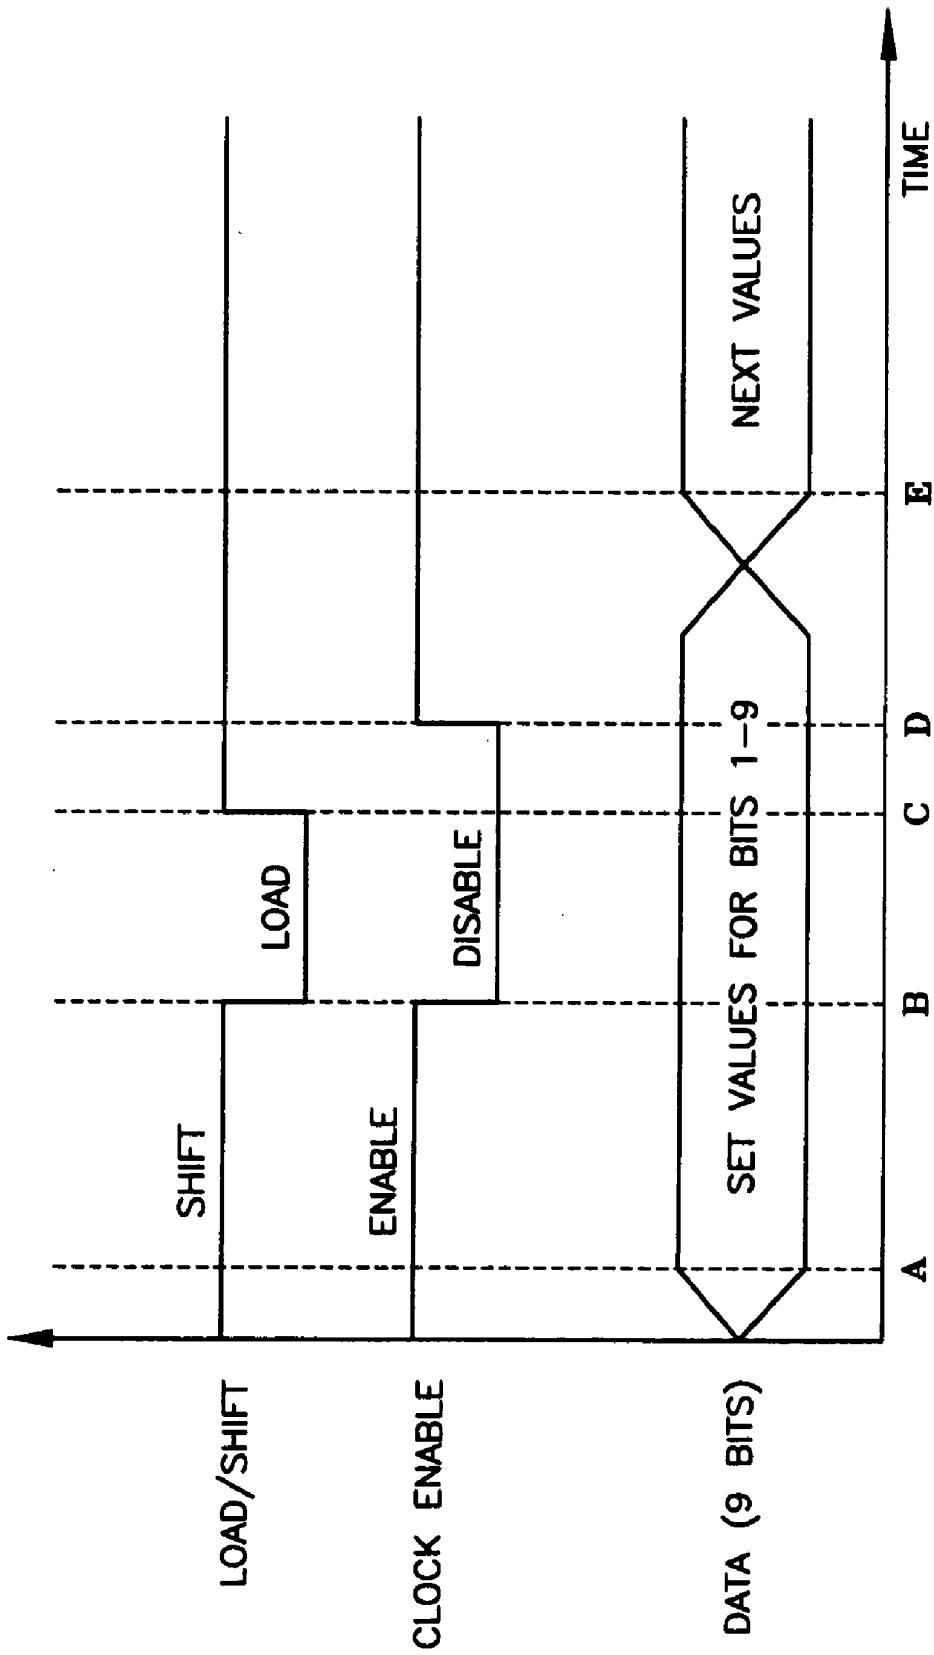 LOAD/SHIFT
SHIFT
LOAD
CLOCK ENABLE
ENABLE
DISABLE
DATA (9 BITS)
SET VALUES FOR BITS 1-9
NEXT VALUES
A
B
C
D
E
TIME